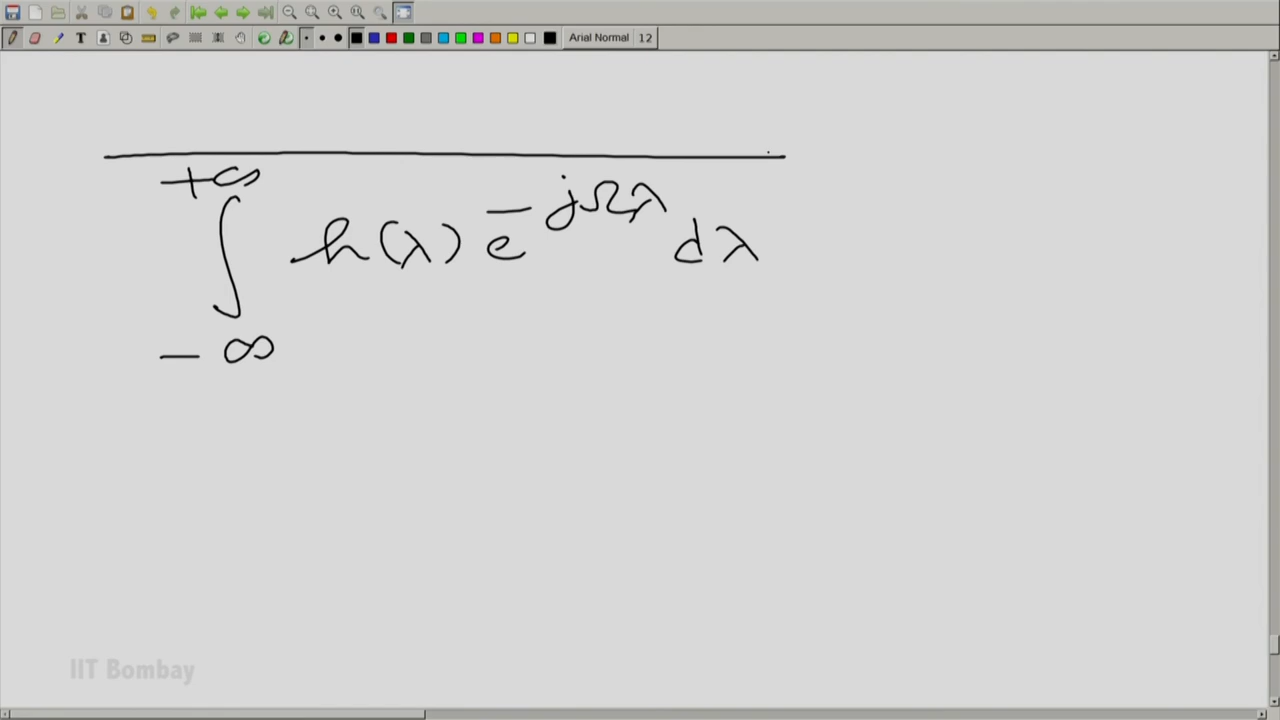 Arial Normal 12
+∞
∫ h(λ) e^{-jΩλ} dλ
- ∞
IIT Bombay